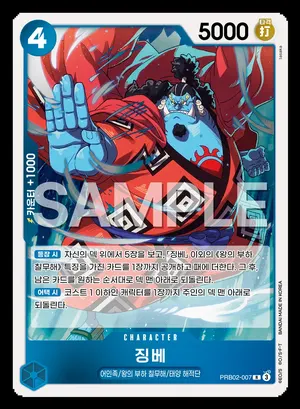 4
5000
타격
打
카운터 +1000
SAMPLE
등장 시 자신의 덱 위에서 5장을 보고, 「징베」 이외의 《왕의 부하
칠무해》 특징을 가진 카드를 1장까지 공개하고 패에 더한다. 그 후,
남은 카드를 원하는 순서대로 덱 맨 아래로 되돌린다.
어택 시 코스트 1 이하인 캐릭터를 1장까지 주인의 덱 맨 아래로
되돌린다.
CHARACTER
징베
어인족/왕의 부하 칠무해/태양 해적단
PRB02-007 R